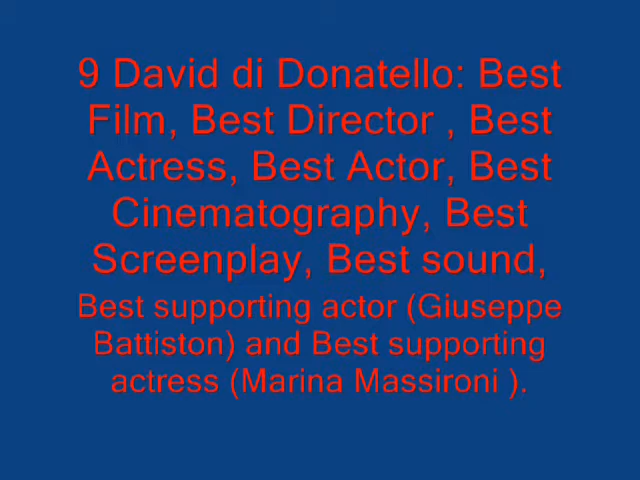 9 David di Donatello: Best
Film, Best Director , Best
Actress, Best Actor, Best
Cinematography, Best
Screenplay, Best sound,
Best supporting actor (Giuseppe
Battiston) and Best supporting
actress (Marina Massironi ).